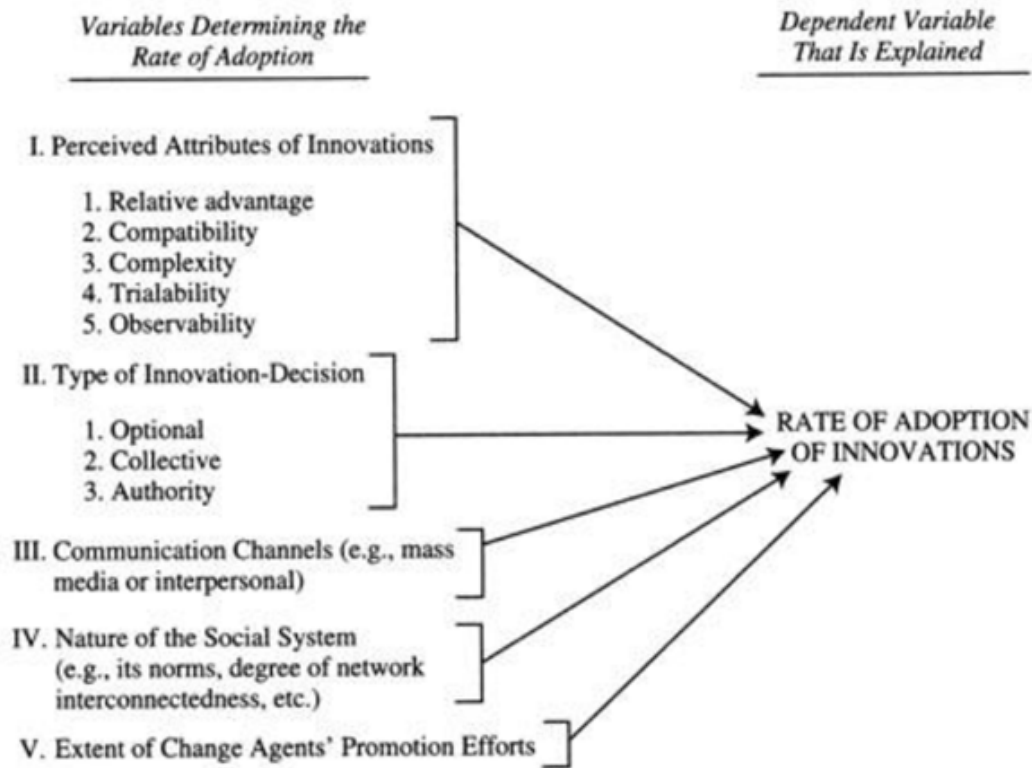 Variables Determining the
Rate of Adoption
Dependent Variable
That Is Explained
I. Perceived Attributes of Innovations
1. Relative advantage
2. Compatibility
3. Complexity
4. Trialability
5. Observability
II. Type of Innovation-Decision
1. Optional
2. Collective
3. Authority
III. Communication Channels (e.g., mass
media or interpersonal)
IV. Nature of the Social System
(e.g., its norms, degree of network
interconnectedness, etc.)
V. Extent of Change Agents' Promotion Efforts
RATE OF ADOPTION
OF INNOVATIONS